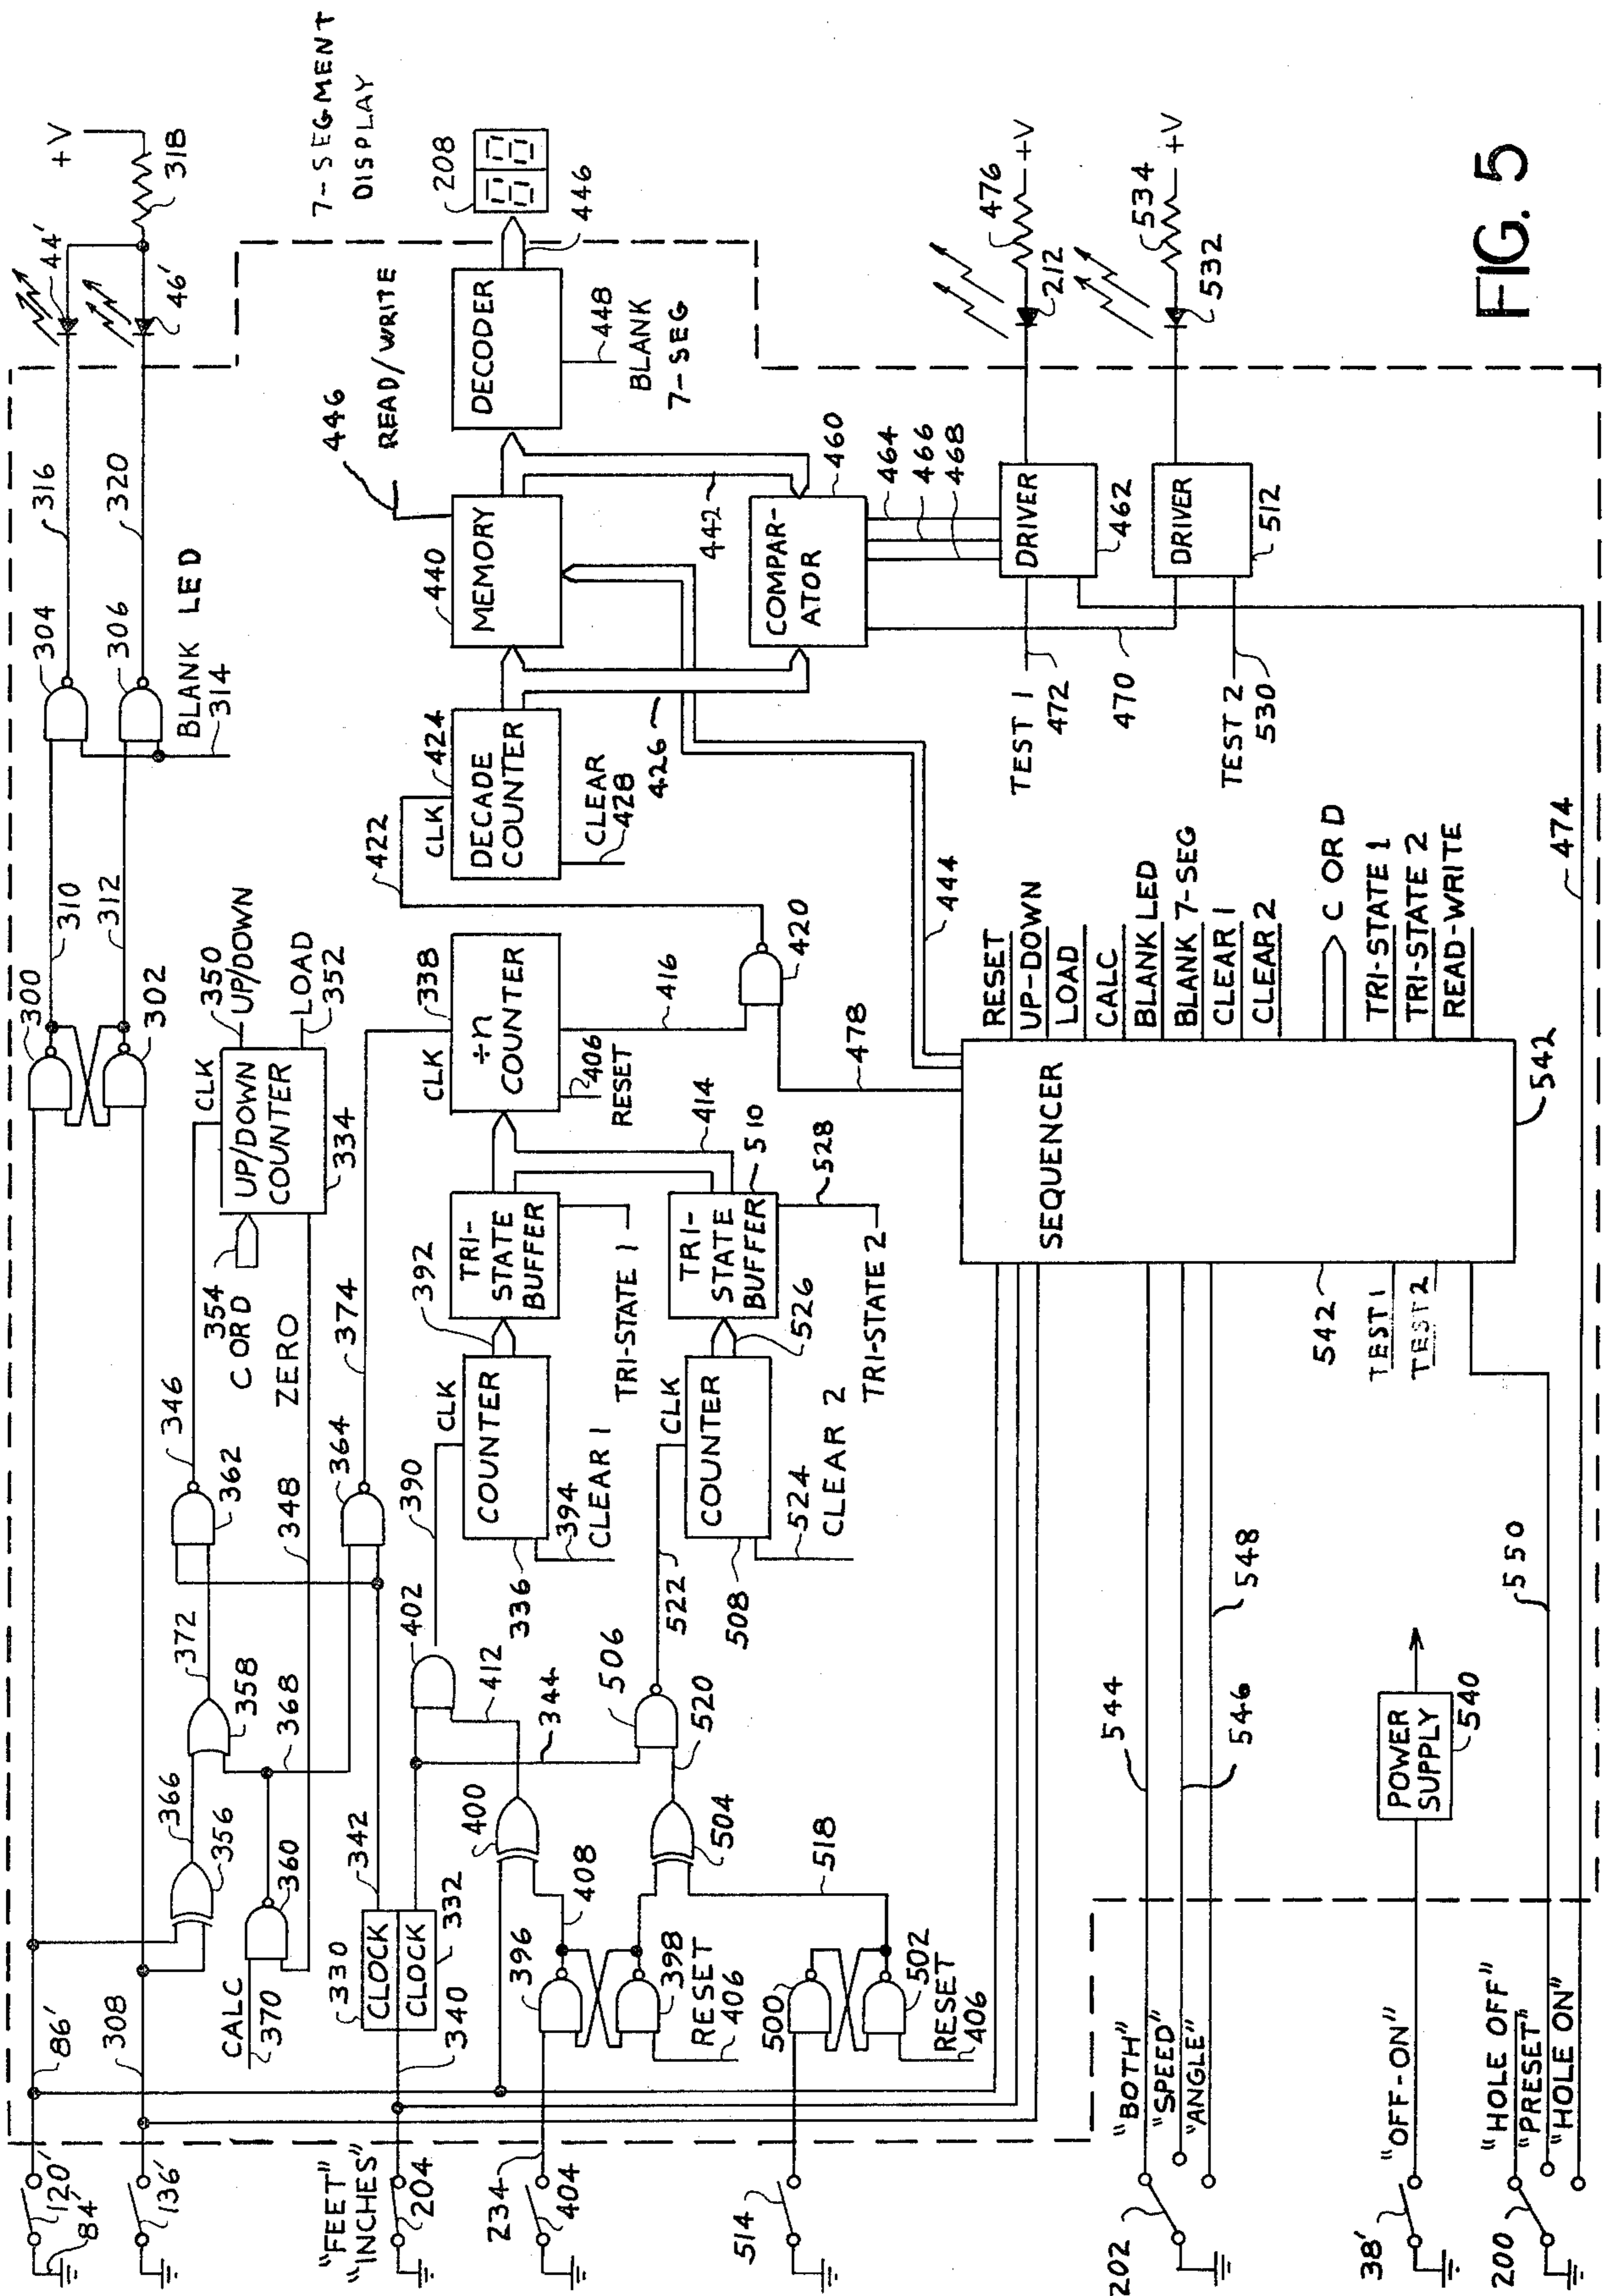 120'
84'
136'
"FEET"
"INCHES"
204
234
404
514
202
38'
200
86'
308
CALC
370
330
CLOCK
CLOCK
332
340
342
366
356
360
372
358
368
348
ZERO
346
362
364
374
354
C OR D
CLK
UP/DOWN
COUNTER
334
350
UP/DOWN
LOAD
352
300
302
310
312
304
306
BLANK LED
314
316
320
44'
46'
+V
318
396
398
RESET
406
408
400
412
344
402
390
CLK
COUNTER
336
394
CLEAR 1
392
TRI-
STATE
BUFFER
TRI-STATE 1
CLK
÷n
COUNTER
338
406
RESET
416
414
420
422
478
500
502
RESET
406
518
504
520
506
522
CLK
COUNTER
508
524
CLEAR 2
526
TRI-
STATE
BUFFER
510
528
TRI-STATE 2
CLK
DECADE
COUNTER
424
CLEAR
428
426
MEMORY
440
446
READ/WRITE
442
444
DECODER
448
BLANK
7-SEG
446
208
7-SEGMENT
DISPLAY
COMPAR-
ATOR
460
464
466
468
470
TEST 1
472
DRIVER
462
212
476
+V
TEST 2
530
DRIVER
512
532
534
+V
"BOTH"
"SPEED"
"ANGLE"
544
546
548
SEQUENCER
542
542
TEST 1
TEST 2
RESET
UP-DOWN
LOAD
CALC
BLANK LED
BLANK 7-SEG
CLEAR 1
CLEAR 2
C OR D
TRI-STATE 1
TRI-STATE 2
READ-WRITE
"OFF-ON"
POWER
SUPPLY
540
"HOLE OFF"
"PRESET"
"HOLE ON"
550
474
FIG. 5